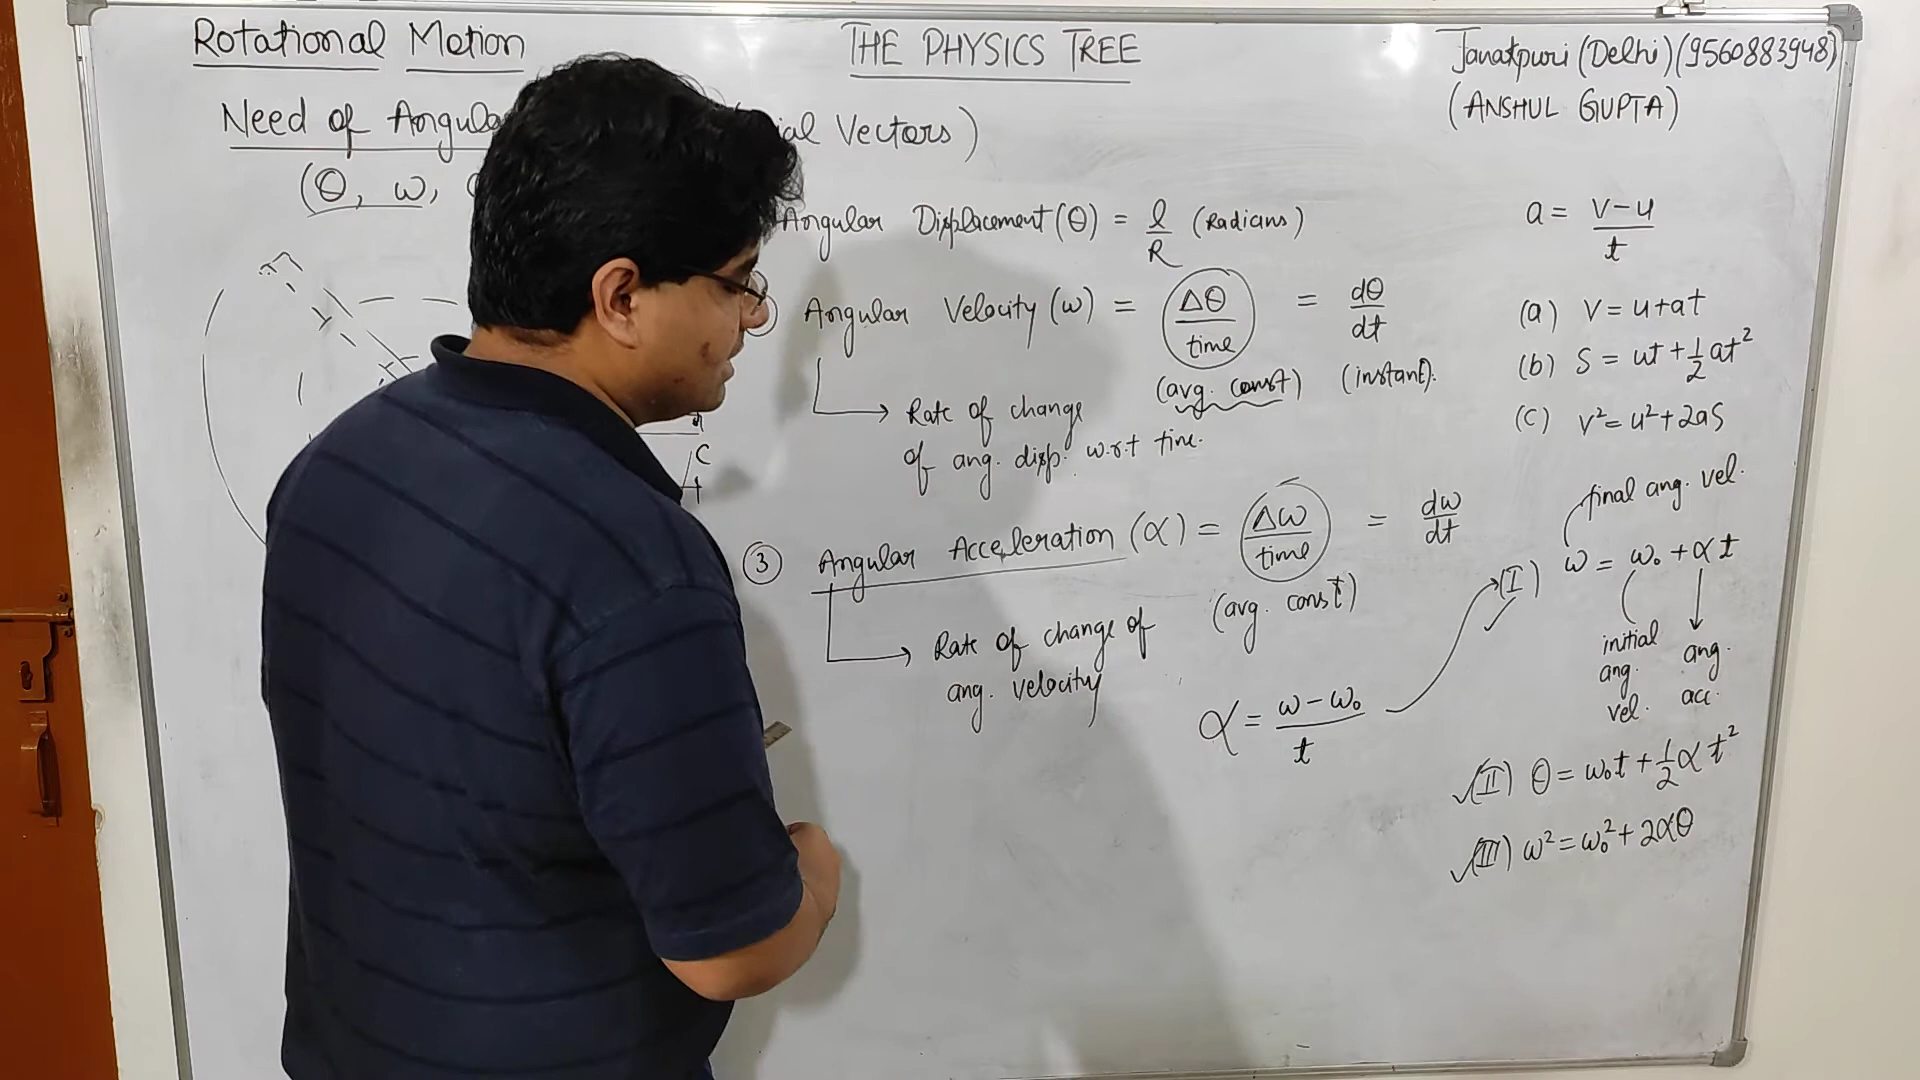 Rotational Motion
THE PHYSICS TREE
Janakpuri (Delhi) (9560883948)
(ANSHUL GUPTA)
Need of Angula
ial Vectors)
(θ, ω,
Angular Displacement (θ) = l/R (Radians)
Angular Velocity (ω) = Δθ/time = dθ/dt
(avg. const) (instant).
Rate of change
of ang. disp. w.r.t time.
C
③ Angular Acceleration (α) = Δω/time = dω/dt
(avg. const)
Rate of change of
ang. velocity
α = ω - ω₀/t
a = v-u/t
(a) v = u+at
(b) S = ut + 1/2 at²
(c) v² = u² + 2aS
final ang. vel.
(I) ω = ω₀ + αt
initial
ang.
vel.
ang.
acc.
(II) θ = ω₀t + 1/2 αt²
(III) ω² = ω₀² + 2αθ